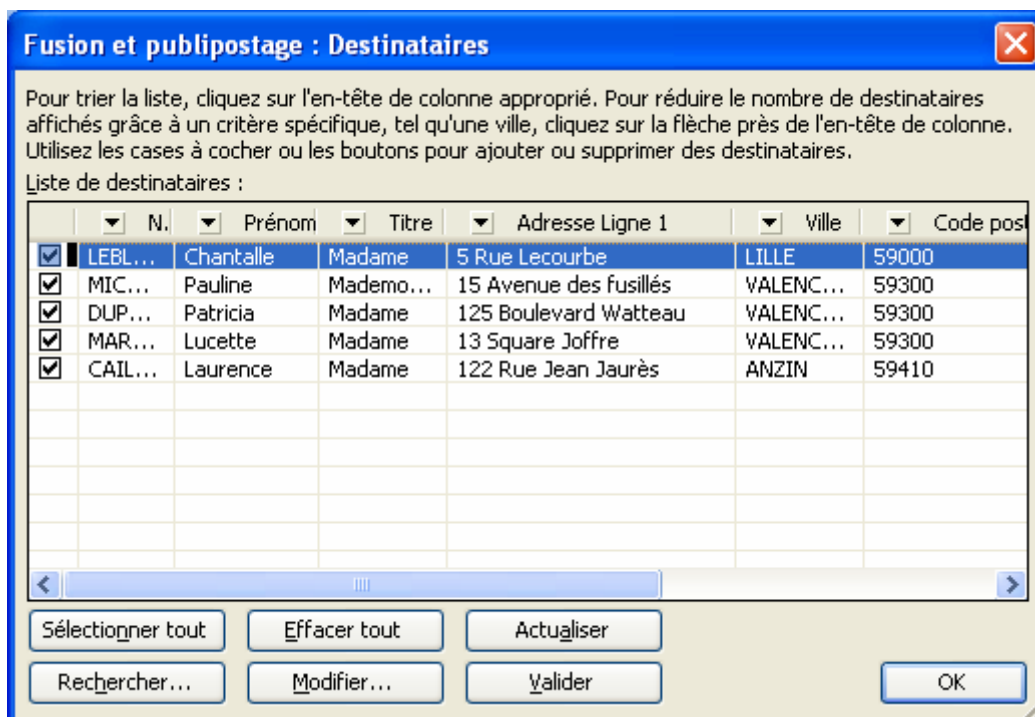 Fusion et publipostage : Destinataires
Pour trier la liste, cliquez sur l'en-tête de colonne approprié. Pour réduire le nombre de destinataires
affichés grâce à un critère spécifique, tel qu'une ville, cliquez sur la flèche près de l'en-tête de colonne.
Utilisez les cases à cocher ou les boutons pour ajouter ou supprimer des destinataires.
Liste de destinataires :
N. Prénom Titre Adresse Ligne 1 Ville Code post
LEBL... Chantalle Madame 5 Rue Lecourbe LILLE 59000
MIC... Pauline Mademo... 15 Avenue des fusillés VALENC... 59300
DUP... Patricia Madame 125 Boulevard Watteau VALENC... 59300
MAR... Lucette Madame 13 Square Joffre VALENC... 59300
CAIL... Laurence Madame 122 Rue Jean Jaurès ANZIN 59410
Sélectionner tout Effacer tout Actualiser
Rechercher... Modifier... Valider OK